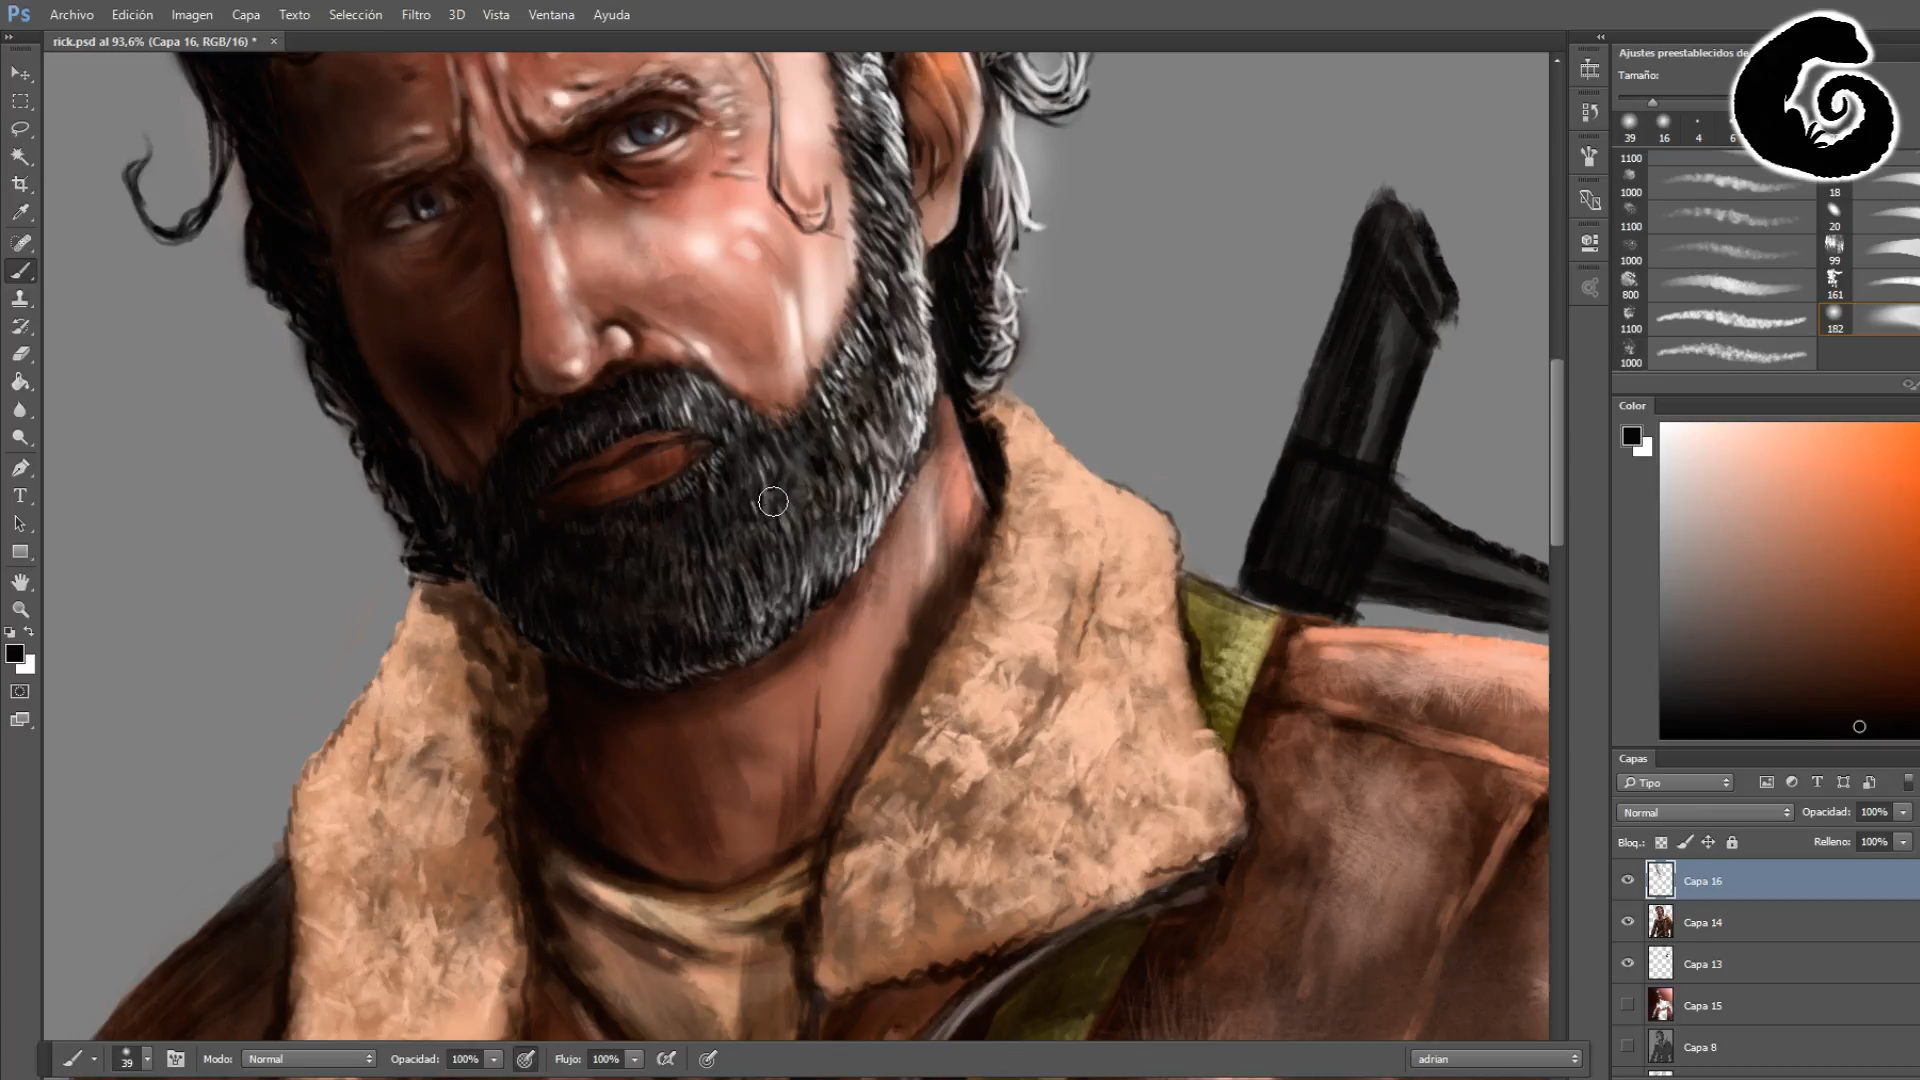 Ps Archivo Edición Imagen Capa Texto Selección Filtro 3D Vista Ventana Ayuda
rick.psd al 93,6% (Capa 16, RGB/16) * ×
Ajustes preestablecidos de
Tamaño:
39 16 4 6
1100
1000 18
1100 20
1000 99
800 161
1100 182
1000
Color
Capas
Tipo
Normal Opacidad: 100%
Bloq.: Relleno: 100%
Capa 16
Capa 14
Capa 13
Capa 15
Capa 8
39 Modo: Normal Opacidad: 100% Flujo: 100% adrian